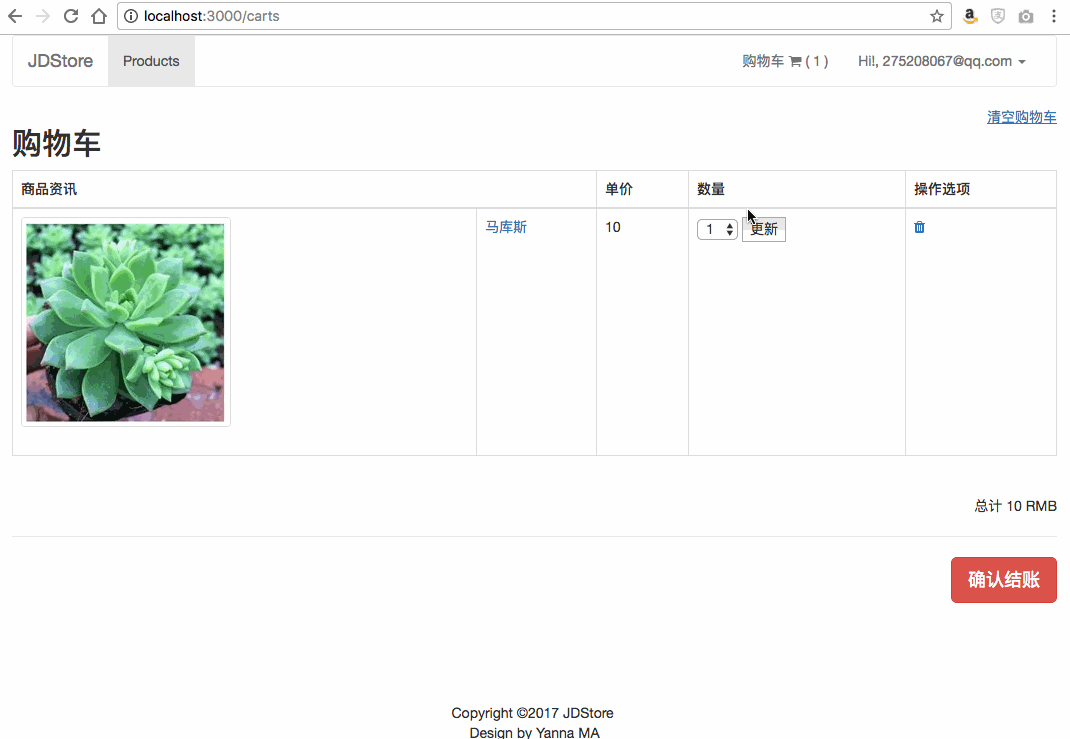 localhost:3000/carts
JDStore Products 购物车 ( 1 ) Hi!, 275208067@qq.com
清空购物车
购物车
商品资讯 单价 数量 操作选项
马库斯 10 1 更新
总计 10 RMB
确认结账
Copyright ©2017 JDStore
Design by Yanna MA